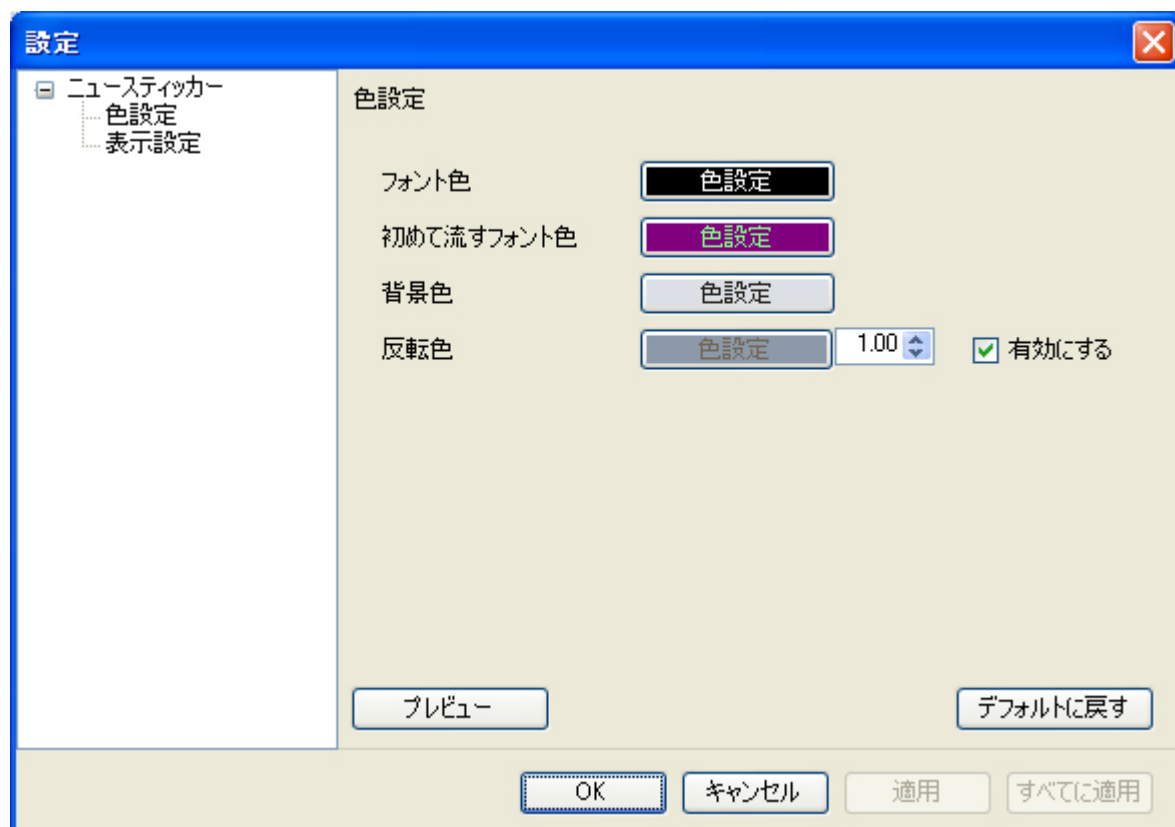 設定
ニュースティッカー
色設定
表示設定
色設定
フォント色 色設定
初めて流すフォント色 色設定
背景色 色設定
反転色 色設定 1.00 有効にする
プレビュー デフォルトに戻す
OK キャンセル 適用 すべてに適用